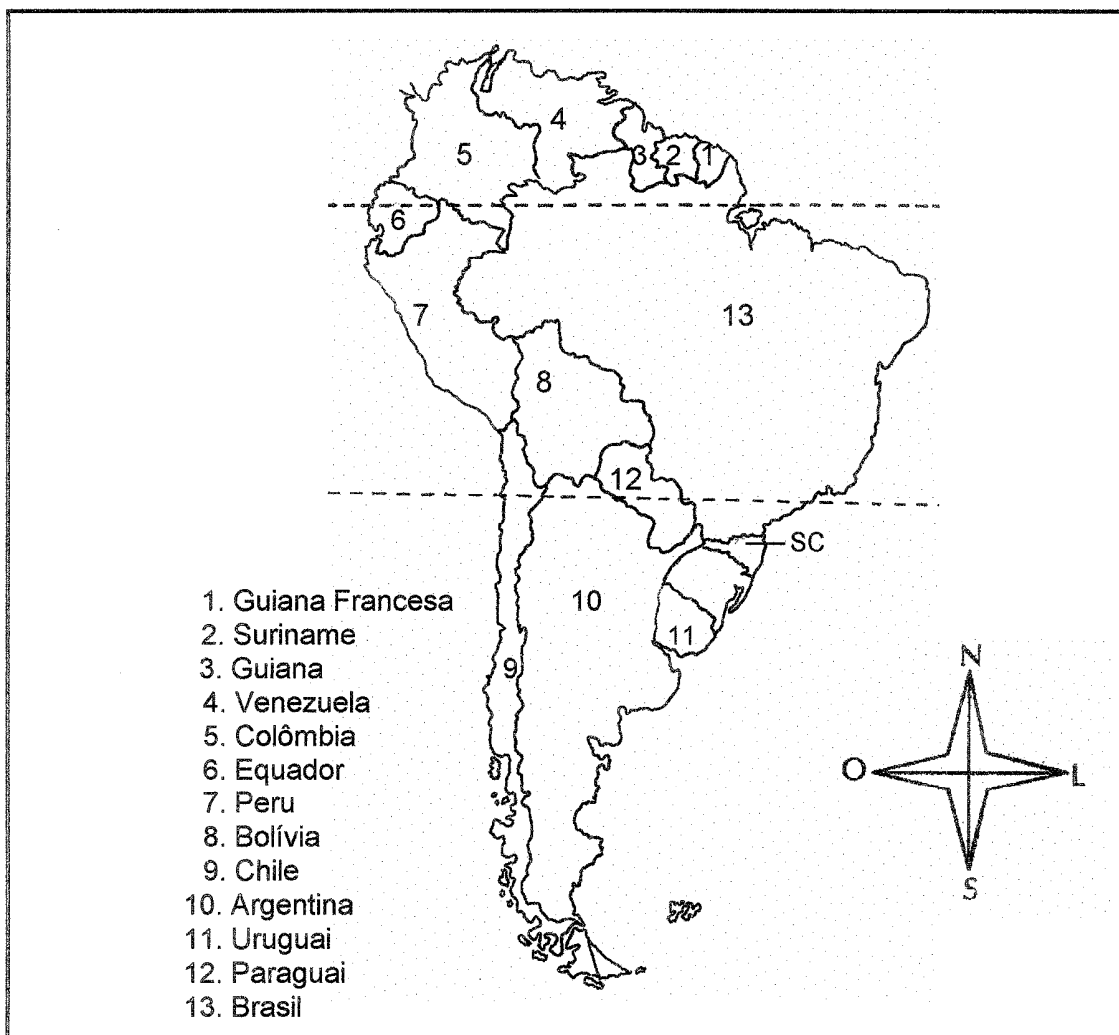 4
5
3
2
1
6
7
13
8
12
SC
10
11
9
1. Guiana Francesa
2. Suriname
3. Guiana
4. Venezuela
5. Colômbia
6. Equador
7. Peru
8. Bolívia
9. Chile
10. Argentina
11. Uruguai
12. Paraguai
13. Brasil
N
O
L
S